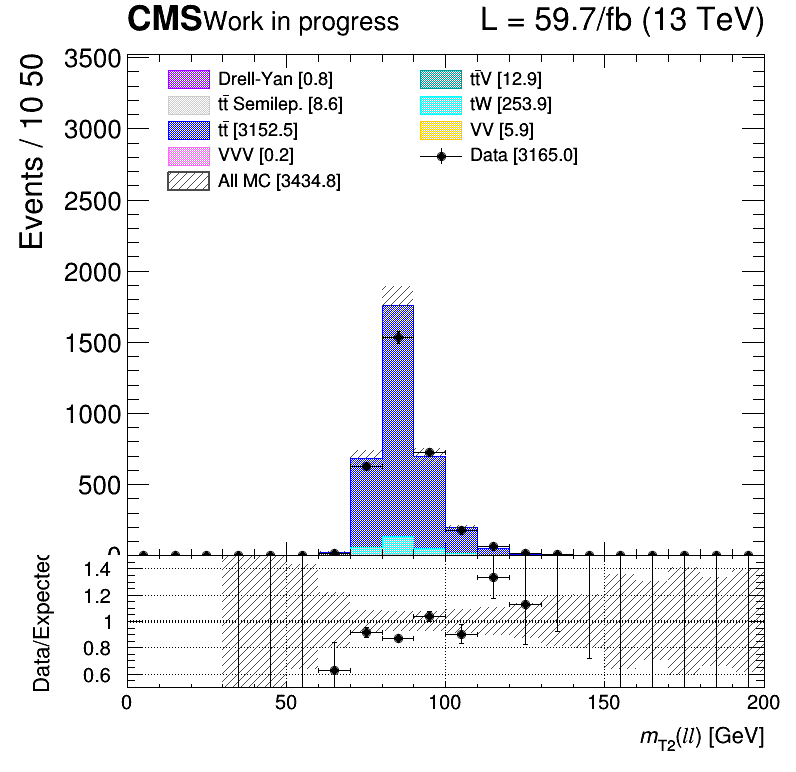 CMS Work in progress L = 59.7/fb (13 TeV)
Events / 10 50
3500
3000
2500
2000
1500
1000
500
0
Drell-Yan [0.8]
tt̄ Semilep. [8.6]
tt̄ [3152.5]
VVV [0.2]
All MC [3434.8]
tt̄V [12.9]
tW [253.9]
VV [5.9]
Data [3165.0]
Data/Expected
1.4
1.2
1
0.8
0.6
0 50 100 150 200
mT2(ll) [GeV]